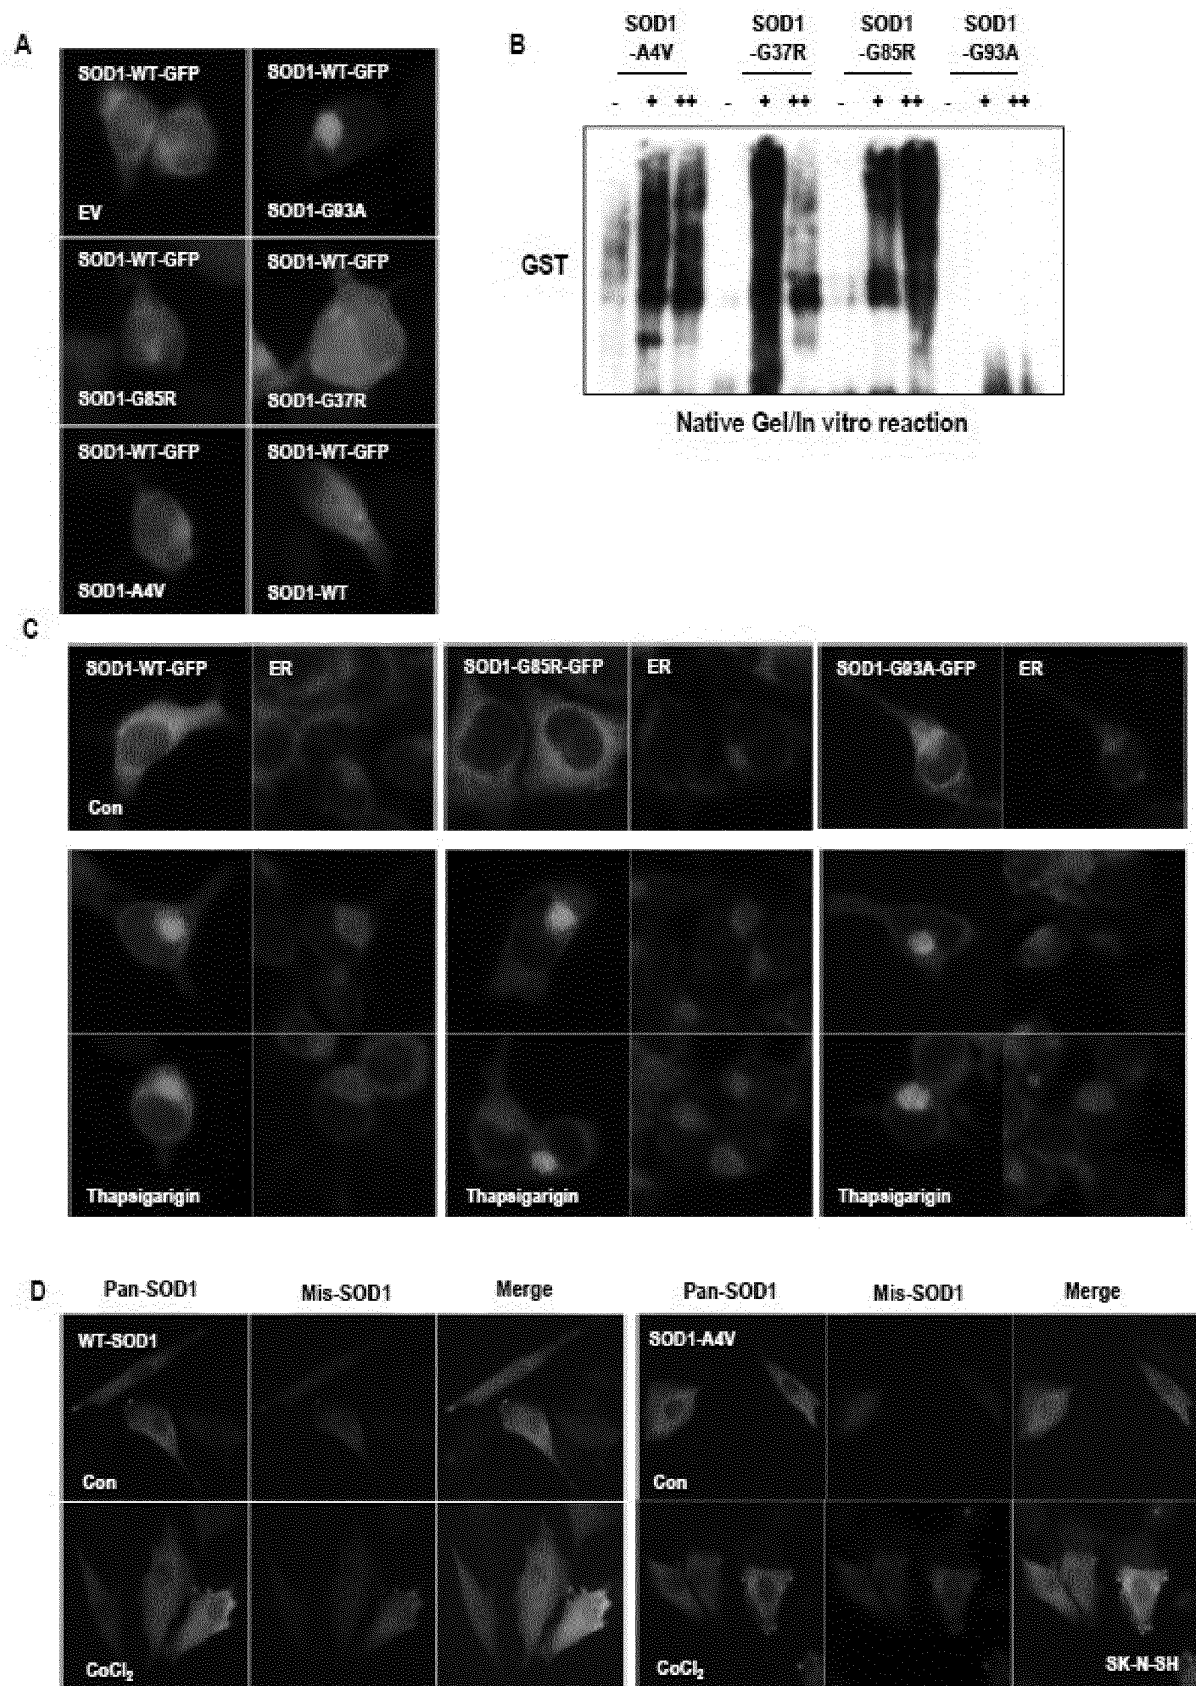 A
SOD1-WT-GFP
EV
SOD1-WT-GFP
SOD1-G93A
SOD1-WT-GFP
SOD1-G85R
SOD1-WT-GFP
SOD1-G37R
SOD1-WT-GFP
SOD1-A4V
SOD1-WT-GFP
SOD1-WT
B
SOD1 SOD1 SOD1 SOD1
-A4V -G37R -G85R -G93A
- + ++ - + ++ - + ++ - + ++
GST
Native Gel/In vitro reaction
C
SOD1-WT-GFP ER
Con
SOD1-G85R-GFP ER
SOD1-G93A-GFP ER
Thapsigarigin
Thapsigarigin
Thapsigarigin
D
Pan-SOD1 Mis-SOD1 Merge
WT-SOD1
Con
CoCl₂
Pan-SOD1 Mis-SOD1 Merge
SOD1-A4V
Con
CoCl₂
SK-N-SH